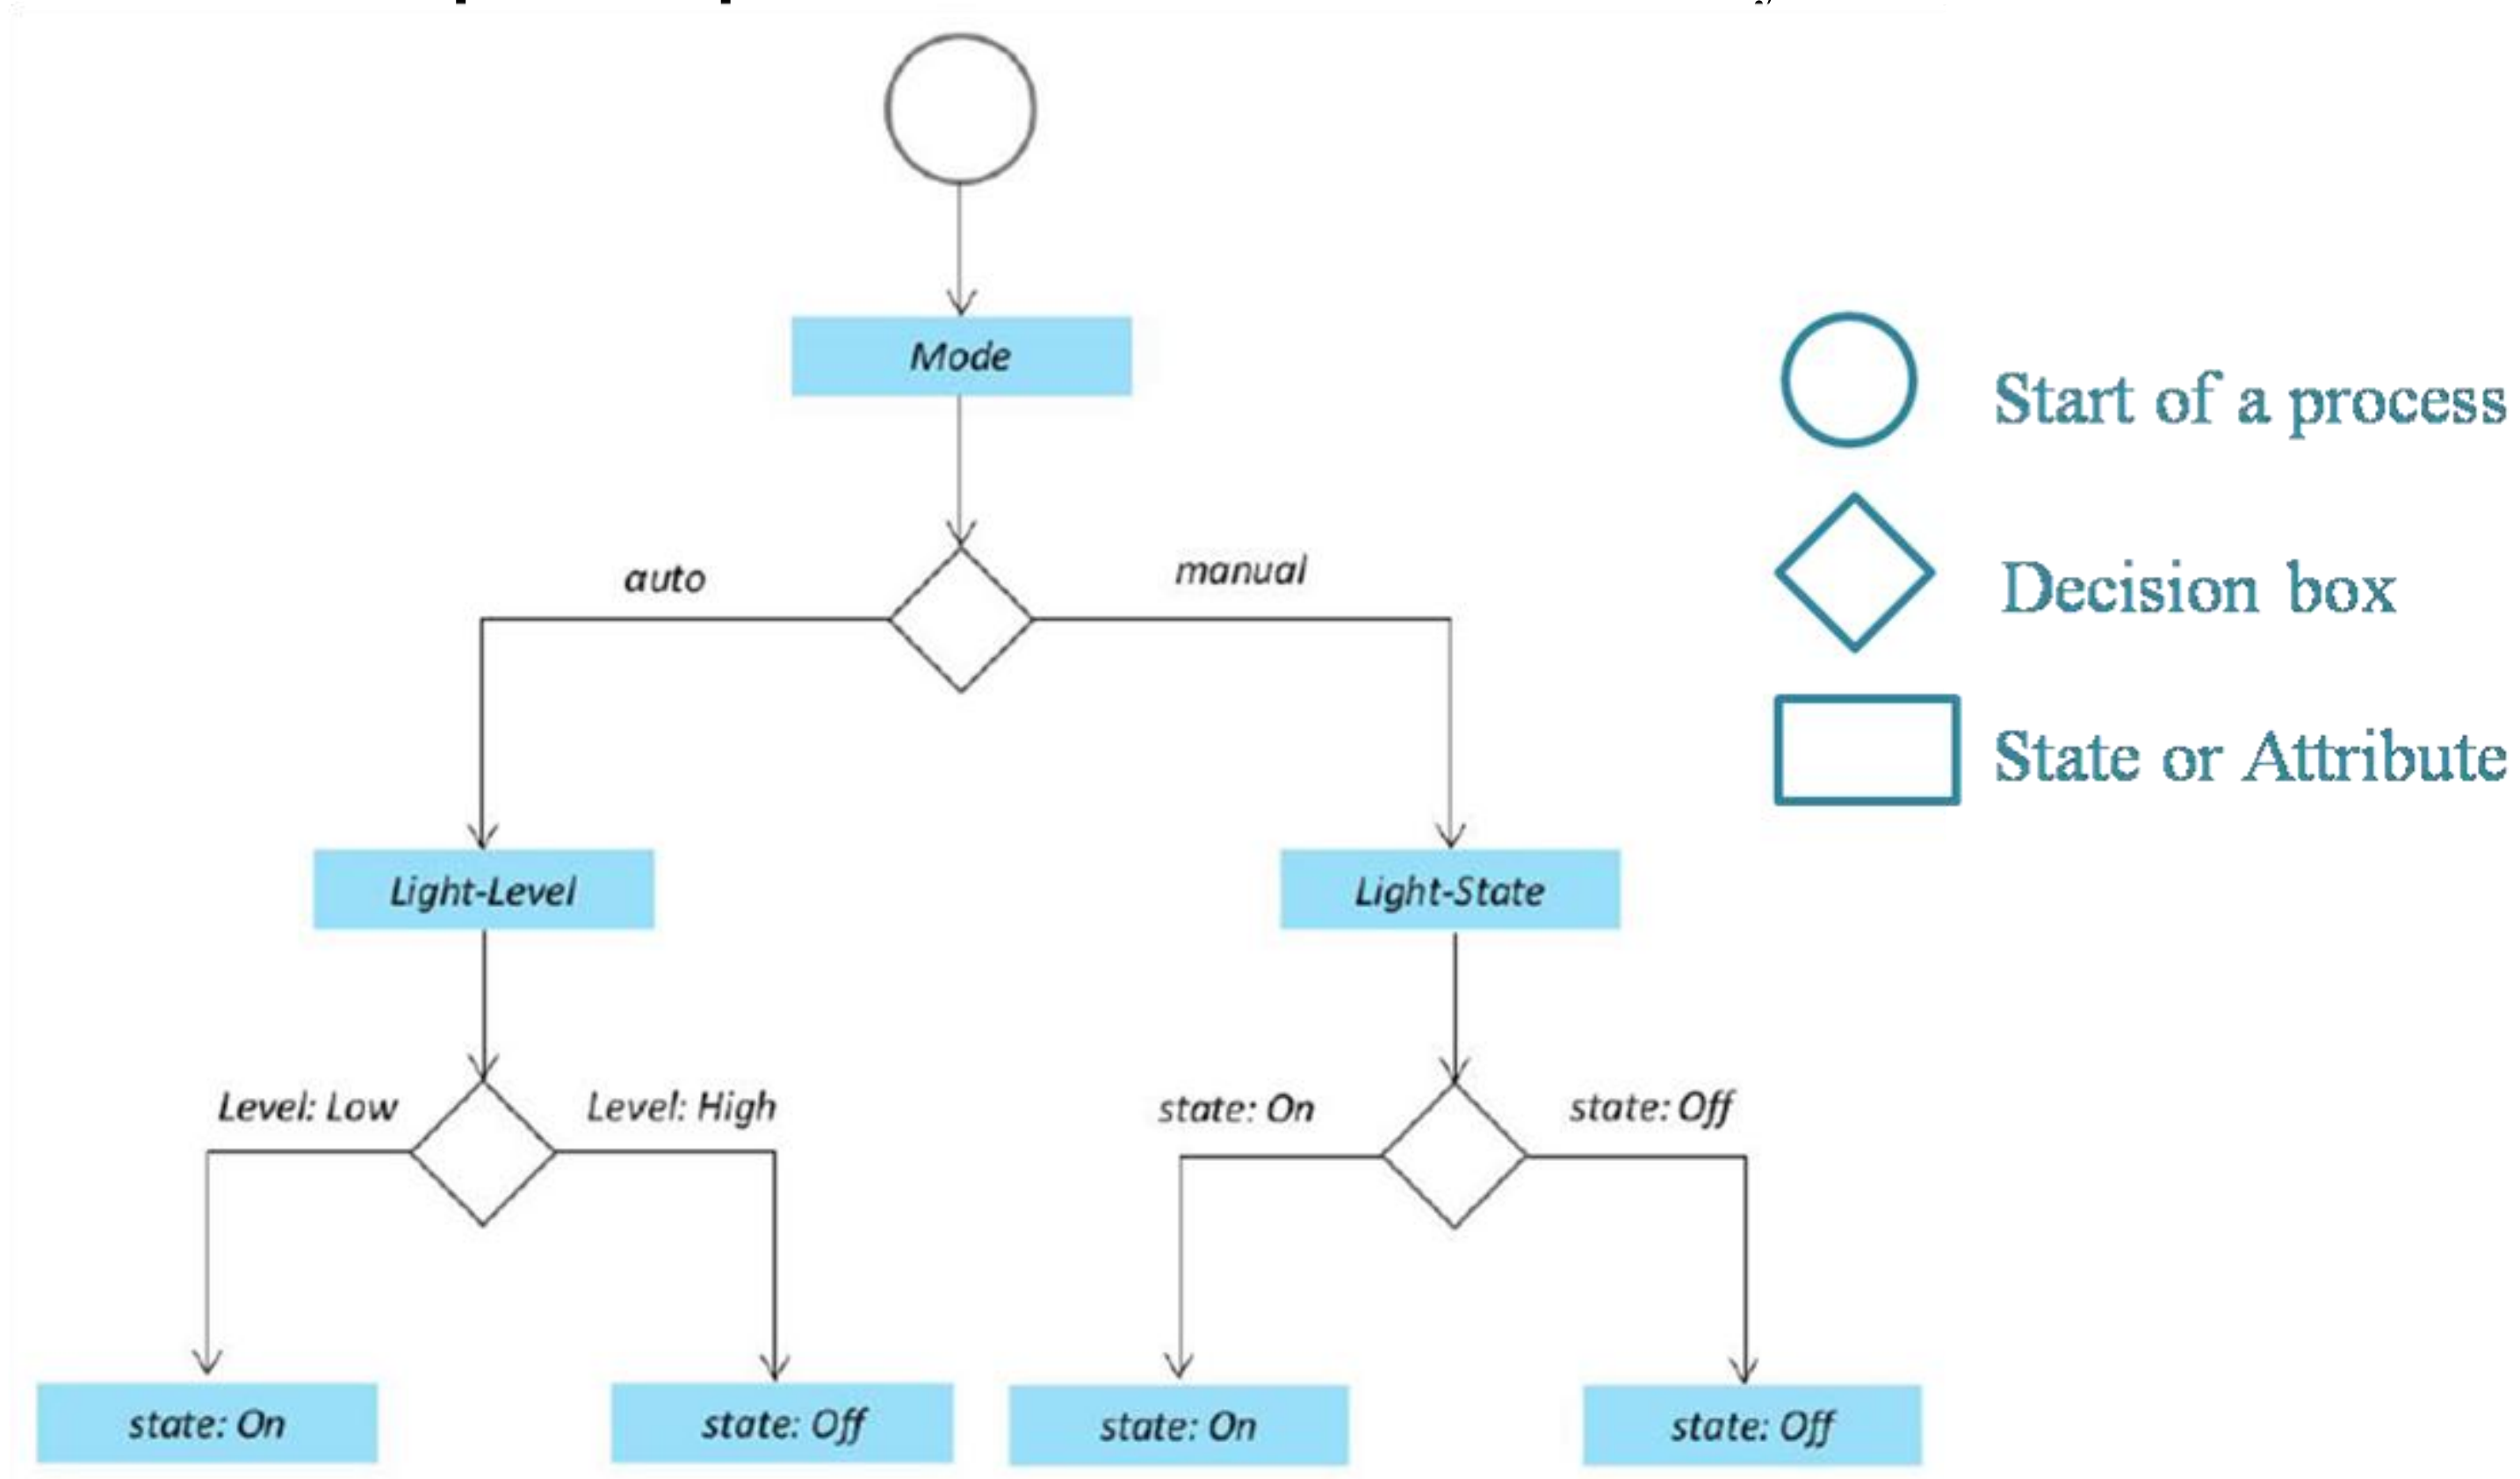 Mode
Start of a process
auto
manual
Decision box
State or Attribute
Light-Level
Light-State
Level: Low
Level: High
state: On
state: Off
state: On
state: Off
state: On
state: Off